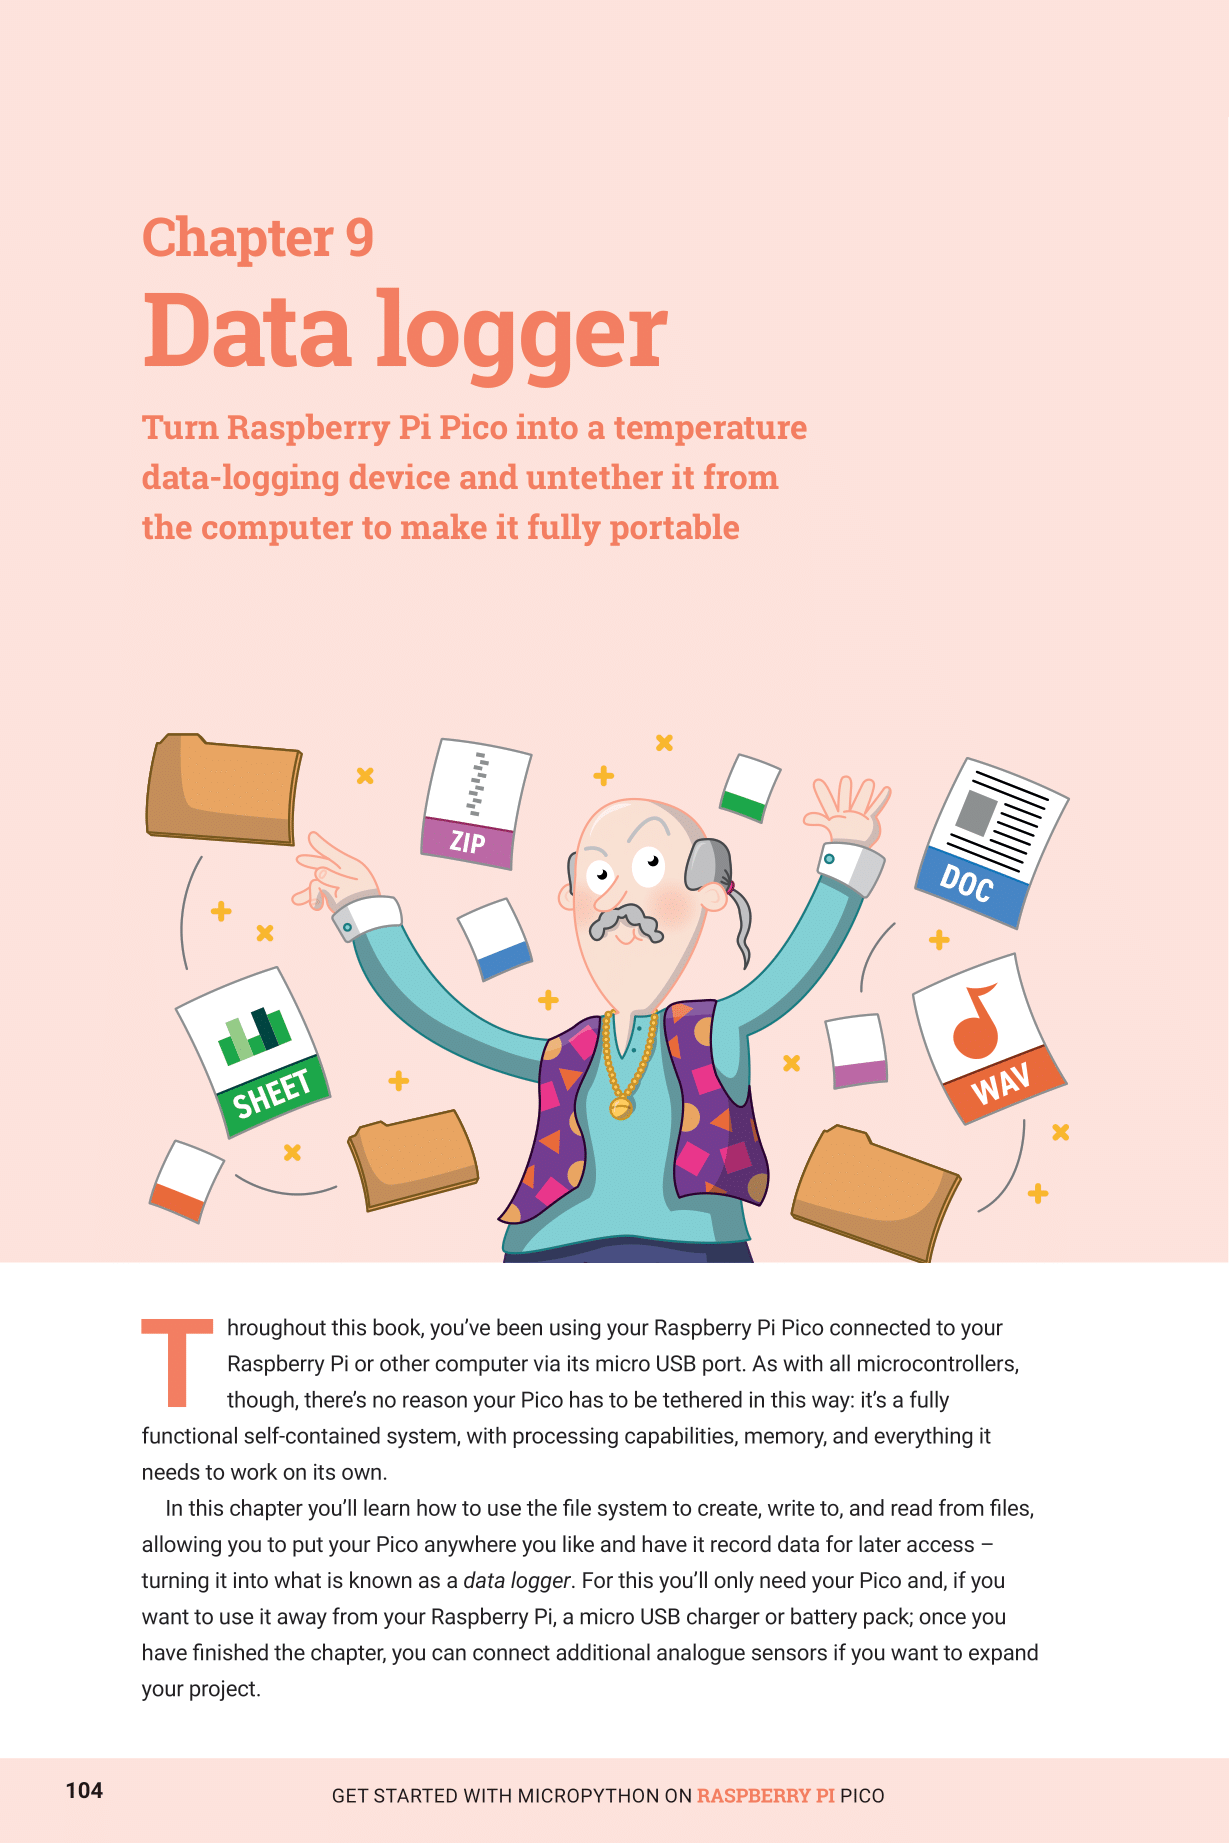 Chapter 9
Data logger
Turn Raspberry Pi Pico into a temperature
data-logging device and untether it from
the computer to make it fully portable
ZIP
DOC
SHEET
WAV
Throughout this book, you’ve been using your Raspberry Pi Pico connected to your
Raspberry Pi or other computer via its micro USB port. As with all microcontrollers,
though, there’s no reason your Pico has to be tethered in this way: it’s a fully
functional self-contained system, with processing capabilities, memory, and everything it
needs to work on its own.
In this chapter you’ll learn how to use the file system to create, write to, and read from files,
allowing you to put your Pico anywhere you like and have it record data for later access –
turning it into what is known as a data logger. For this you’ll only need your Pico and, if you
want to use it away from your Raspberry Pi, a micro USB charger or battery pack; once you
have finished the chapter, you can connect additional analogue sensors if you want to expand
your project.
104
GET STARTED WITH MICROPYTHON ON RASPBERRY PI PICO